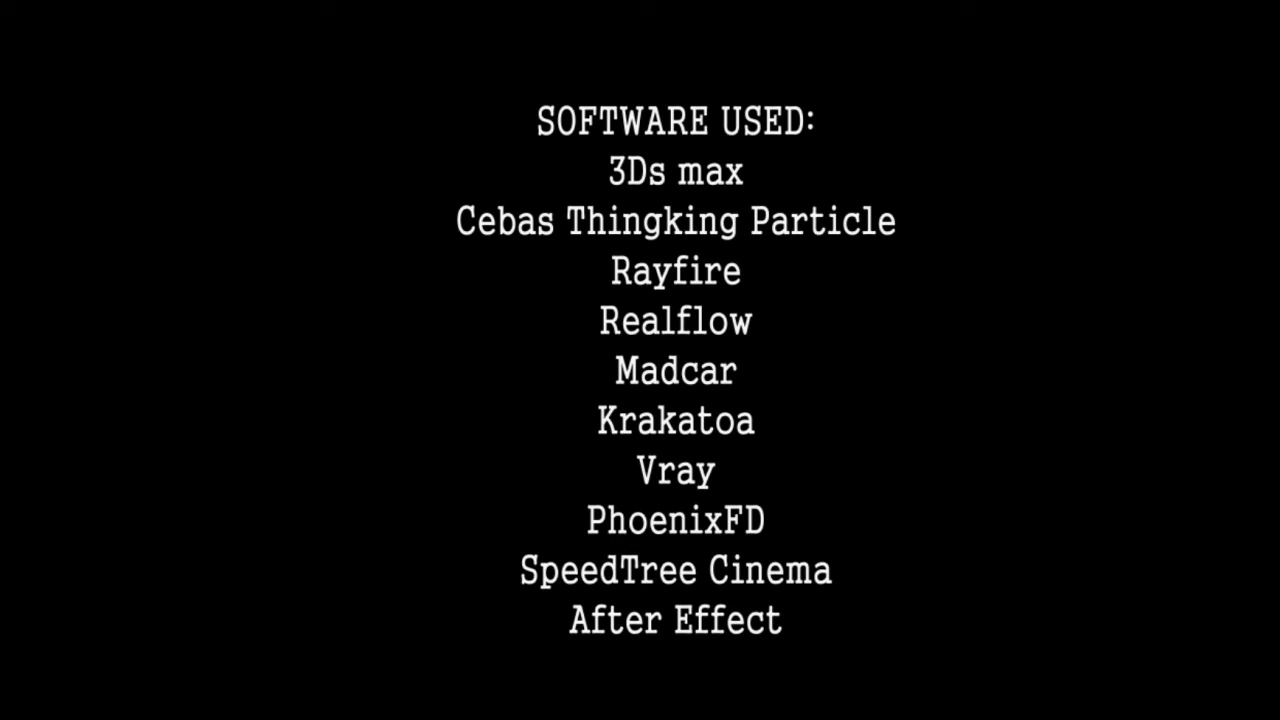 SOFTWARE USED:
3Ds max
Cebas Thingking Particle
Rayfire
Realflow
Madcar
Krakatoa
Vray
PhoenixFD
SpeedTree Cinema
After Effect